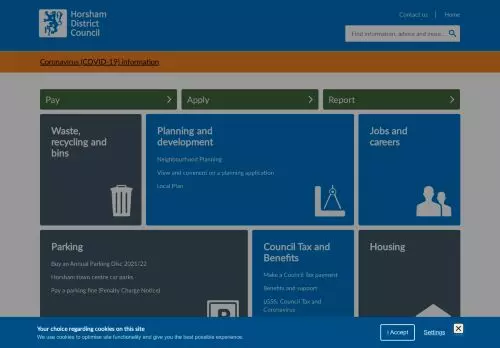 Horsham
District
Council
Contact us
Home
Find information, advice and more...
Coronavirus (COVID-19) information
Pay
Apply
Report
Waste,
recycling and
bins
Planning and
development
Neighbourhood Planning
View and comment on a planning application
Local Plan
Jobs and
careers
Parking
Buy an Annual Parking Disc 2021/22
Horsham town centre car parks
Pay a parking fine (Penalty Charge Notice)
Council Tax and
Benefits
Make a Council Tax payment
Benefits and support
Council Tax and
Coronavirus
Housing
Your choice regarding cookies on this site
We use cookies to optimise site functionality and give you the best possible experience.
I Accept
Settings